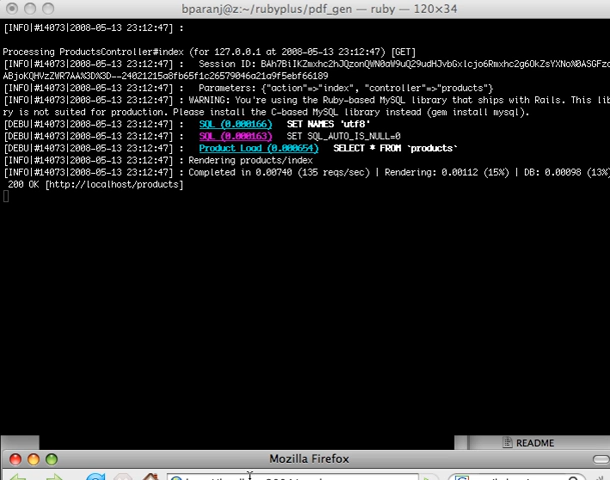 bparanj@z:~/rubyplus/pdf_gen — ruby — 120×34
[INFO|#14073|2008-05-13 23:12:47] :
Processing ProductsController#index (for 127.0.0.1 at 2008-05-13 23:12:47) [GET]
[INFO|#14073|2008-05-13 23:12:47] :   Session ID:
[INFO|#14073|2008-05-13 23:12:47] :   Parameters: {"action"=>"index", "controller"=>"products"}
[INFO|#14073|2008-05-13 23:12:47] : WARNING: You're using the Ruby-based MySQL library that ships with Rails. This lib
ry is not suited for production. Please install the C-based MySQL library instead (gem install mysql).
[DEBU|#14073|2008-05-13 23:12:47] :   SQL (0.000166)   SET NAMES 'utf8'
[DEBU|#14073|2008-05-13 23:12:47] :   SQL (0.000163)   SET SQL_AUTO_IS_NULL=0
[DEBU|#14073|2008-05-13 23:12:47] :   Product Load (0.000654)   SELECT * FROM `products`
[INFO|#14073|2008-05-13 23:12:47] : Rendering products/index
[INFO|#14073|2008-05-13 23:12:47] : Completed in 0.00740 (135 reqs/sec) | Rendering: 0.00112 (15%) | DB: 0.00098 (13%)
200 OK [http://localhost/products]
README
Mozilla Firefox